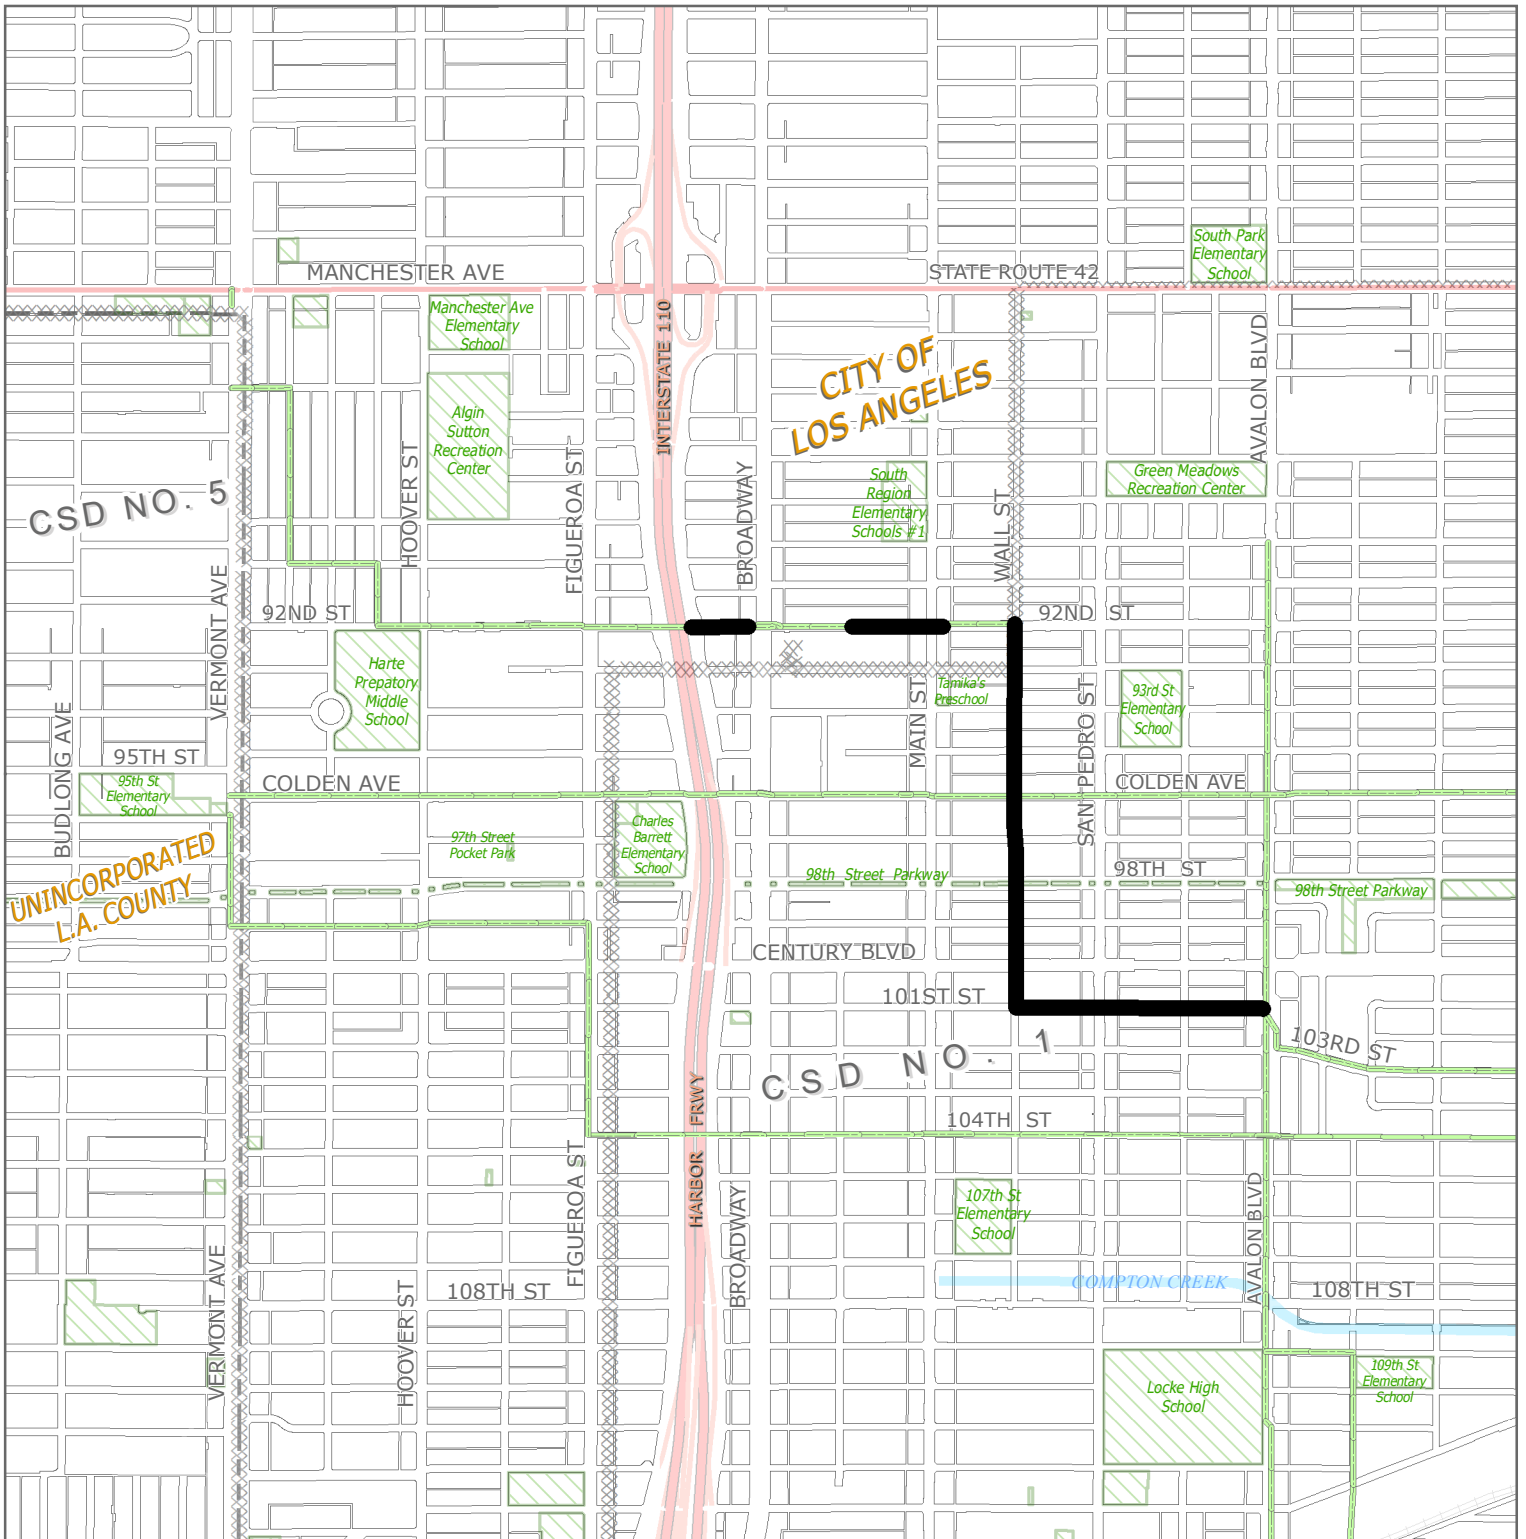 South Park
Elementary
School
MANCHESTER AVE
STATE ROUTE 42
Manchester Ave
Elementary
School
INTERSTATE 110
AVALON BLVD
CITY OF
LOS ANGELES
Algin
Sutton
Recreation
Center
HOOVER ST
FIGUEROA ST
BROADWAY
South
Region
Elementary
Schools #1
WALL ST
Green Meadows
Recreation Center
CSD NO. 5
VERMONT AVE
92ND ST
92ND ST
Harte
Prepatory
Middle
School
Tamika's
Preschool
MAIN ST
SAN PEDRO ST
93rd St
Elementary
School
BUDLONG AVE
95TH ST
95th St
Elementary
School
COLDEN AVE
COLDEN AVE
97th Street
Pocket Park
Charles
Barrett
Elementary
School
UNINCORPORATED
L.A. COUNTY
98th Street Parkway
98TH ST
98th Street Parkway
CENTURY BLVD
101ST ST
103RD ST
CSD NO. 1
HARBOR FRWY
104TH ST
FIGUEROA ST
BROADWAY
107th St
Elementary
School
AVALON BLVD
VERMONT AVE
HOOVER ST
108TH ST
COMPTON CREEK
108TH ST
Locke High
School
109th St
Elementary
School